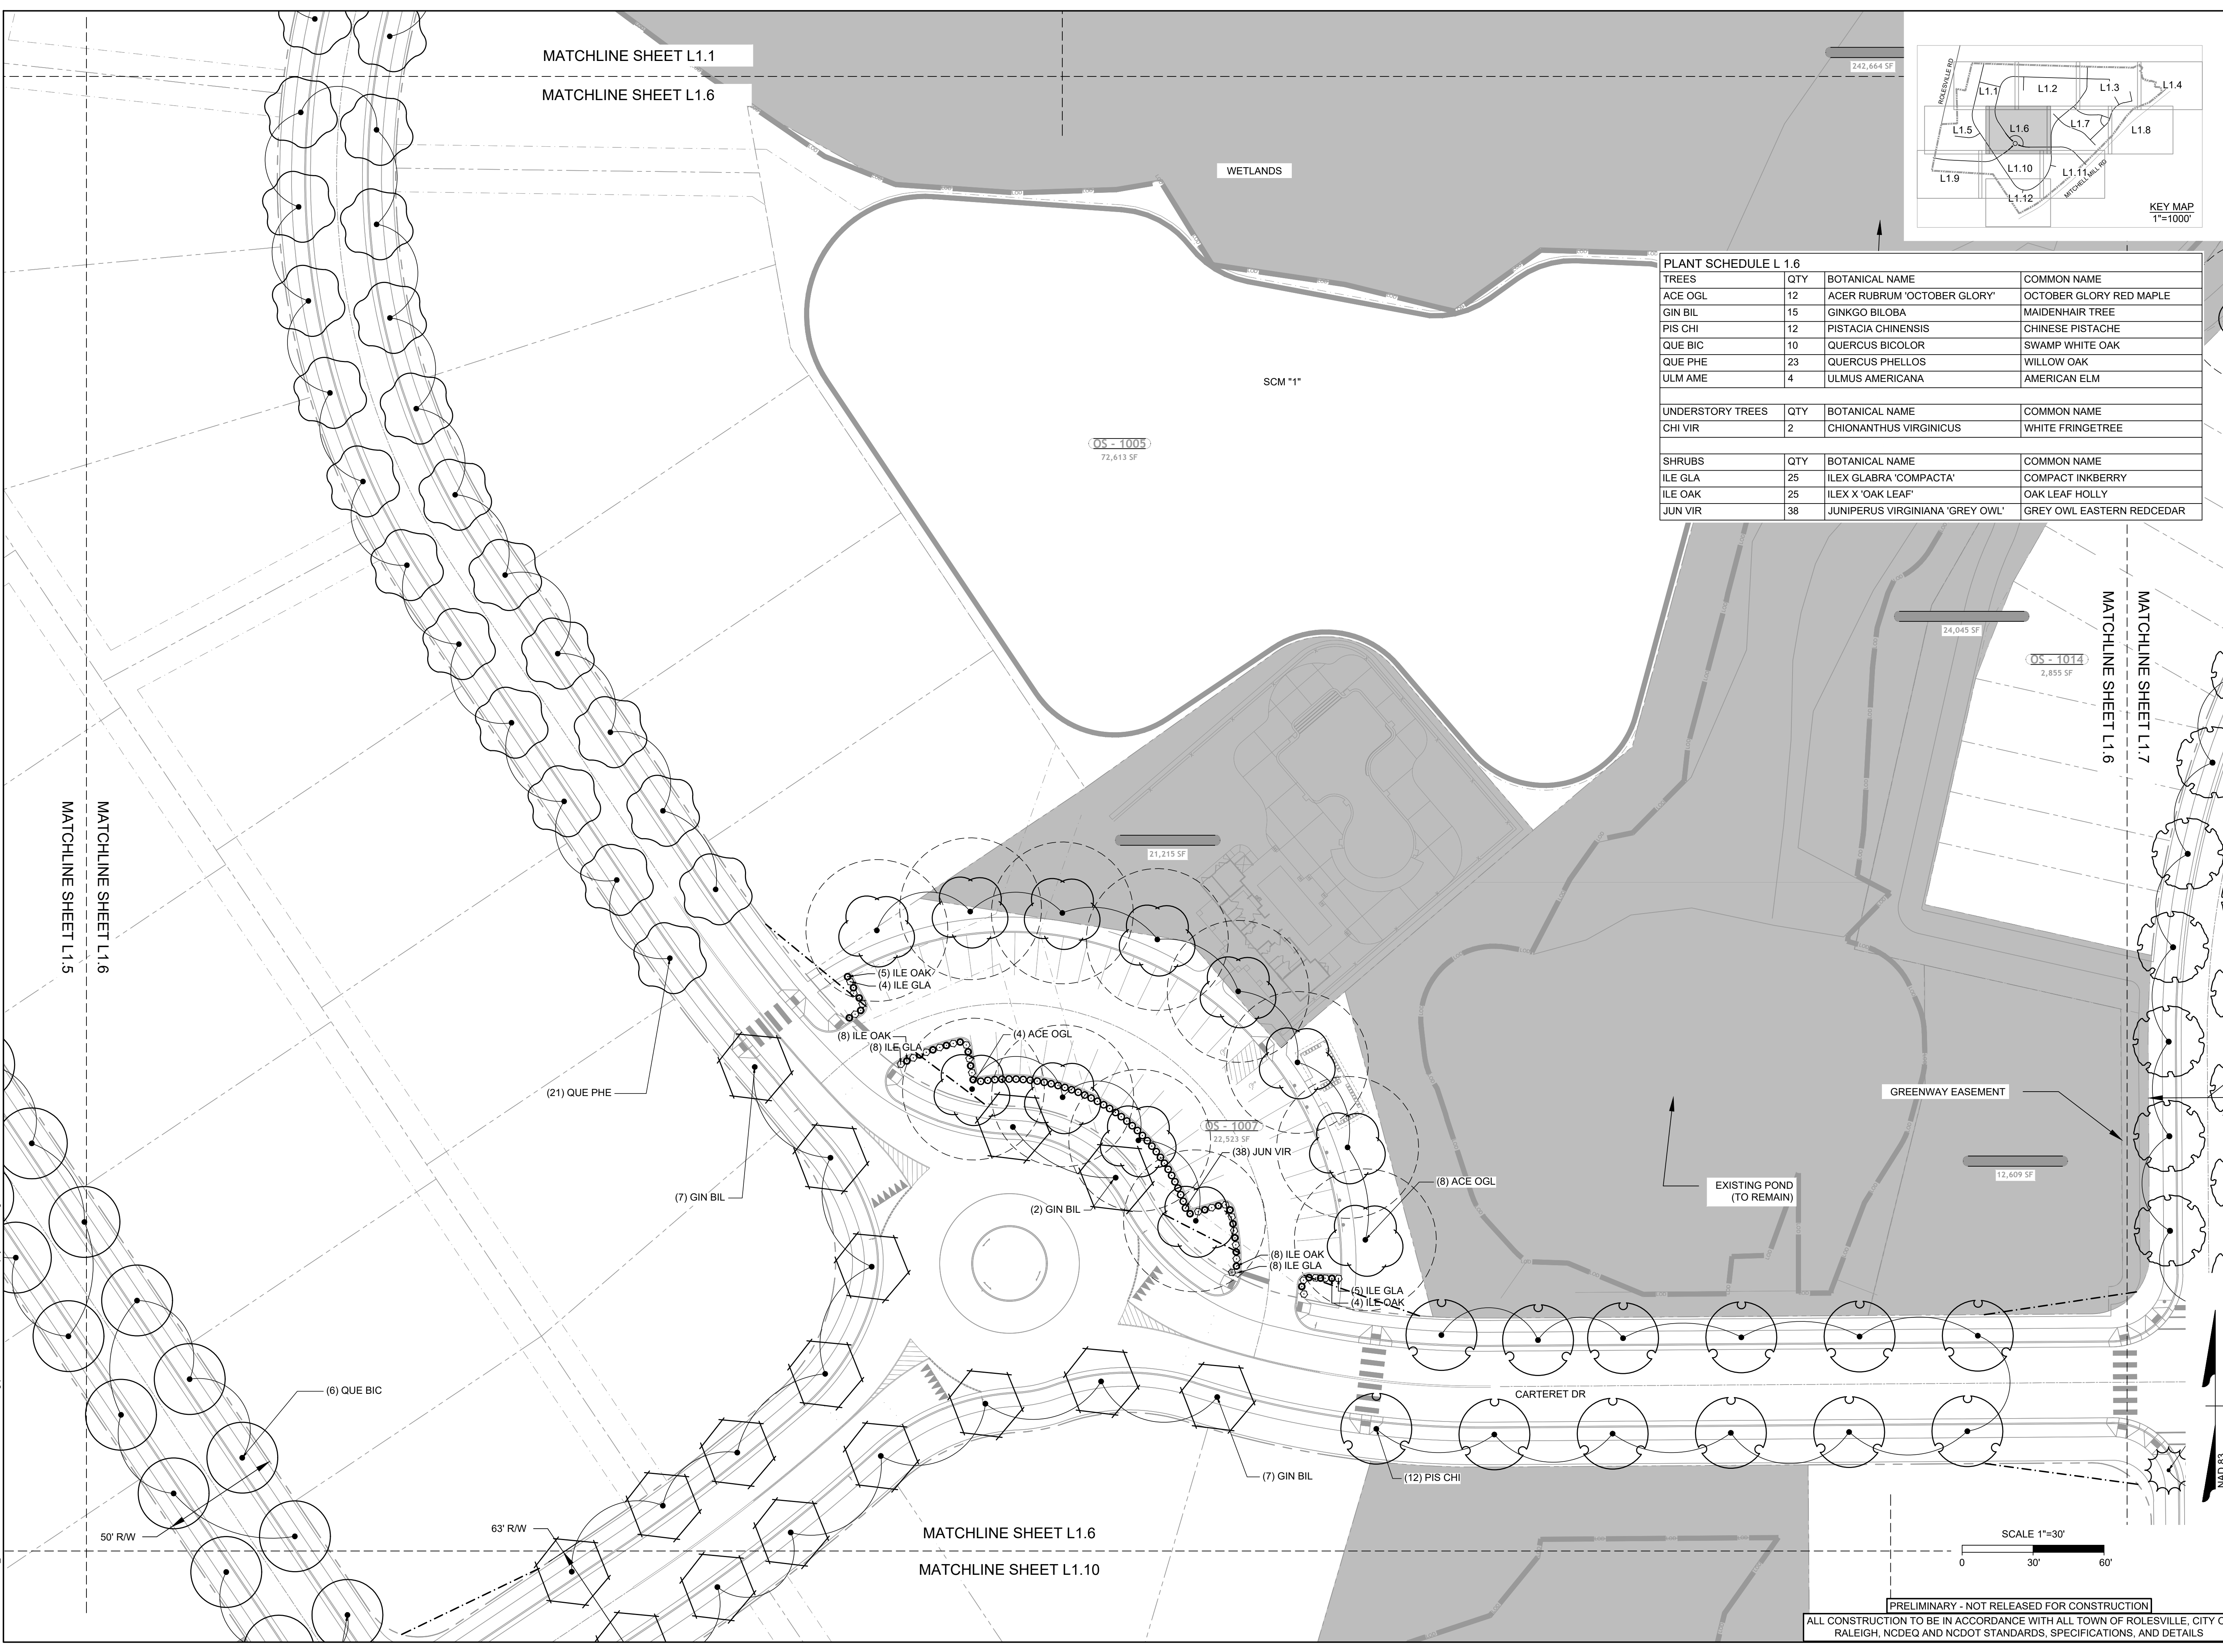 MATCHLINE SHEET L1.1
MATCHLINE SHEET L1.6
242,664 SF
ROLESVILLE RD
L1.1
L1.2
L1.3
L1.4
L1.5
L1.6
L1.7
L1.8
L1.9
L1.10
L1.11
L1.12
MITCHELL MILL RD
KEY MAP
1"=1000'
WETLANDS
PLANT SCHEDULE L 1.6
TREES QTY BOTANICAL NAME COMMON NAME
ACE OGL 12 ACER RUBRUM 'OCTOBER GLORY' OCTOBER GLORY RED MAPLE
GIN BIL 15 GINKGO BILOBA MAIDENHAIR TREE
PIS CHI 12 PISTACIA CHINENSIS CHINESE PISTACHE
QUE BIC 10 QUERCUS BICOLOR SWAMP WHITE OAK
QUE PHE 23 QUERCUS PHELLOS WILLOW OAK
ULM AME 4 ULMUS AMERICANA AMERICAN ELM
UNDERSTORY TREES QTY BOTANICAL NAME COMMON NAME
CHI VIR 2 CHIONANTHUS VIRGINICUS WHITE FRINGETREE
SHRUBS QTY BOTANICAL NAME COMMON NAME
ILE GLA 25 ILEX GLABRA 'COMPACTA' COMPACT INKBERRY
ILE OAK 25 ILEX X 'OAK LEAF' OAK LEAF HOLLY
JUN VIR 38 JUNIPERUS VIRGINIANA 'GREY OWL' GREY OWL EASTERN REDCEDAR
SCM "1"
OS - 1005
72,613 SF
24,045 SF
OS - 1014
2,855 SF
MATCHLINE SHEET L1.6
MATCHLINE SHEET L1.7
MATCHLINE SHEET L1.5
MATCHLINE SHEET L1.6
21,215 SF
(5) ILE OAK
(4) ILE GLA
(8) ILE OAK
(8) ILE GLA
(4) ACE OGL
(21) QUE PHE
OS - 1007
22,523 SF
(38) JUN VIR
(7) GIN BIL
(2) GIN BIL
(8) ACE OGL
GREENWAY EASEMENT
12,609 SF
EXISTING POND
(TO REMAIN)
(8) ILE OAK
(8) ILE GLA
(5) ILE GLA
(4) ILE OAK
(6) QUE BIC
CARTERET DR
(7) GIN BIL
(12) PIS CHI
NAD 83
50' R/W
63' R/W
MATCHLINE SHEET L1.6
MATCHLINE SHEET L1.10
SCALE 1"=30'
0 30' 60'
PRELIMINARY - NOT RELEASED FOR CONSTRUCTION
ALL CONSTRUCTION TO BE IN ACCORDANCE WITH ALL TOWN OF ROLESVILLE, CITY
RALEIGH, NCDEQ AND NCDOT STANDARDS, SPECIFICATIONS, AND DETAILS